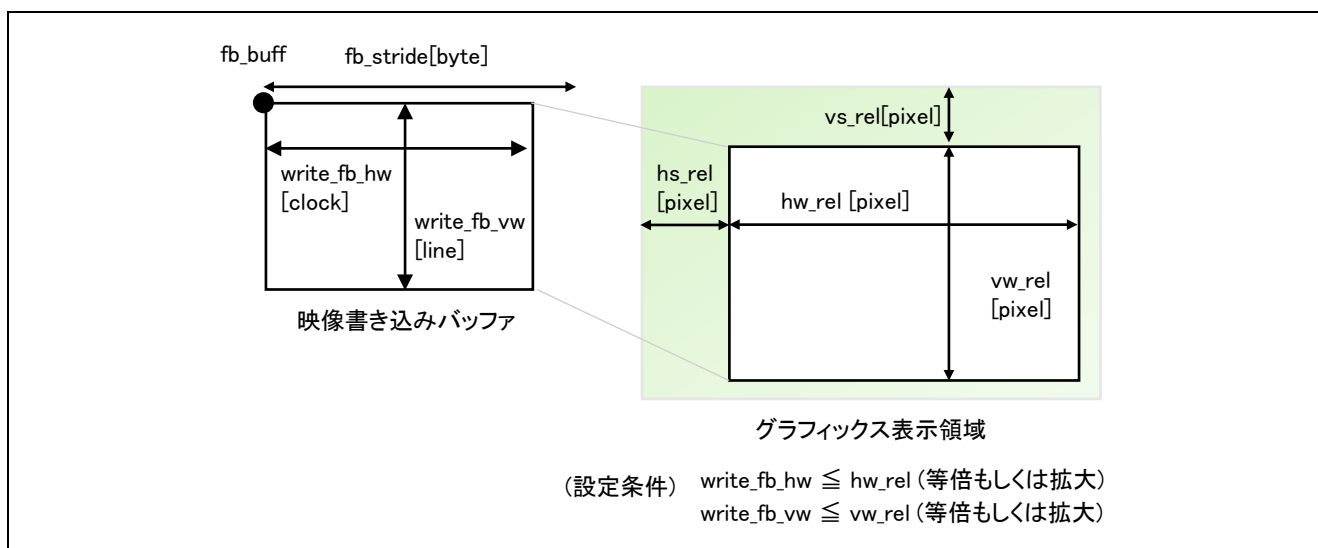 fb_buff
fb_stride[byte]
write_fb_hw
[clock]
write_fb_vw
[line]
映像書き込みバッファ
vs_rel[pixel]
hs_rel
[pixel]
hw_rel [pixel]
vw_rel
[pixel]
グラフィックス表示領域
(設定条件) write_fb_hw ≦ hw_rel (等倍もしくは拡大)
write_fb_vw ≦ vw_rel (等倍もしくは拡大)